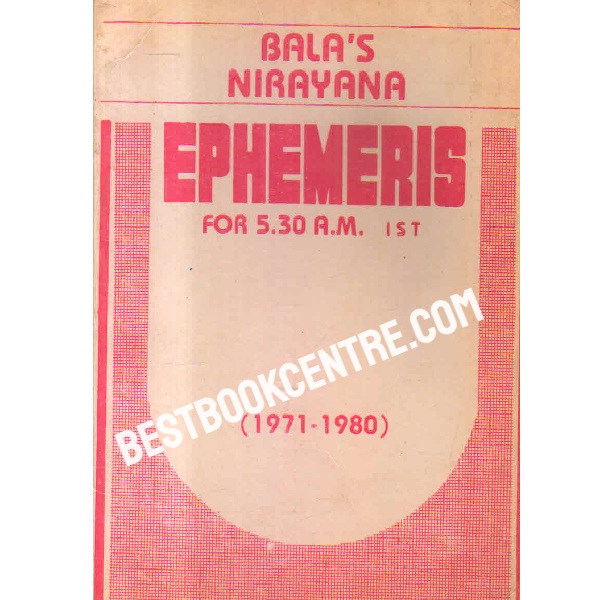 BALA'S
NIRAYANA
EPHEMERIS
FOR 5.30 A.M. IST
BESTBOOKCENTRE.COM
(1971-1980)